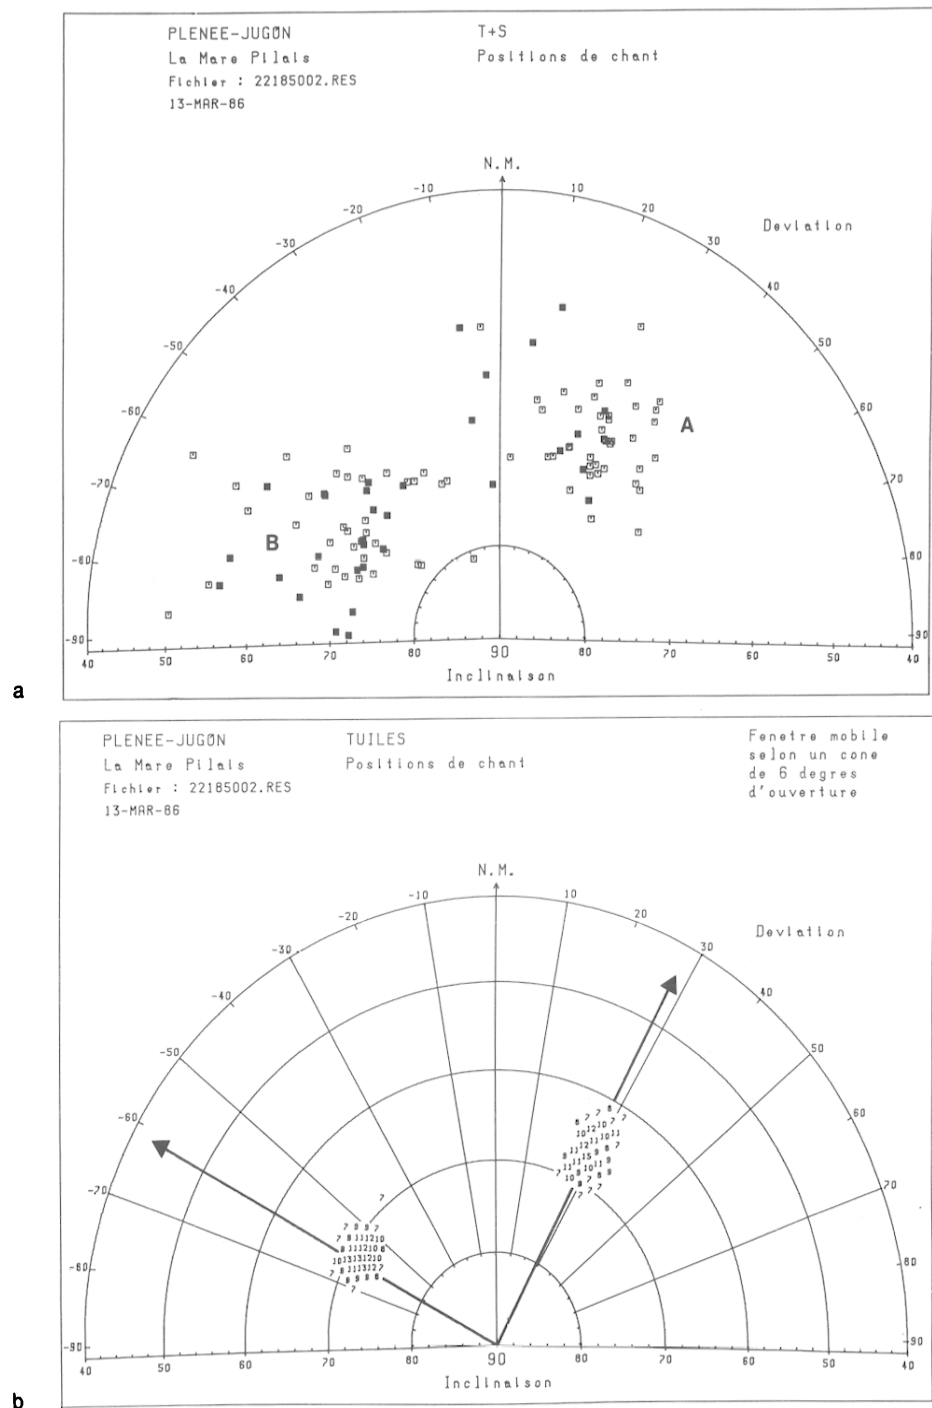 PLENEE-JUGON
La Mare Pilais
Fichier : 22185002.RES
13-MAR-86
T+S
Positions de chant
N.M.
-10
10
-20
20
Deviation
-30
30
-40
40
-50
50
-60
60
A
-70
70
B
-80
80
-90
90
40 50 60 70 80 90 80 70 60 50 40
Inclinaison
a
PLENEE-JUGON
La Mare Pilais
Fichier : 22185002.RES
13-MAR-86
TUILES
Positions de chant
Fenetre mobile
selon un cone
de 6 degres
d'ouverture
N.M.
-10
10
-20
20
Deviation
-30
30
-40
40
-50
50
-60
60
-70
70
-80
80
-90
90
40 50 60 70 80 90 80 70 60 50 40
Inclinaison
b